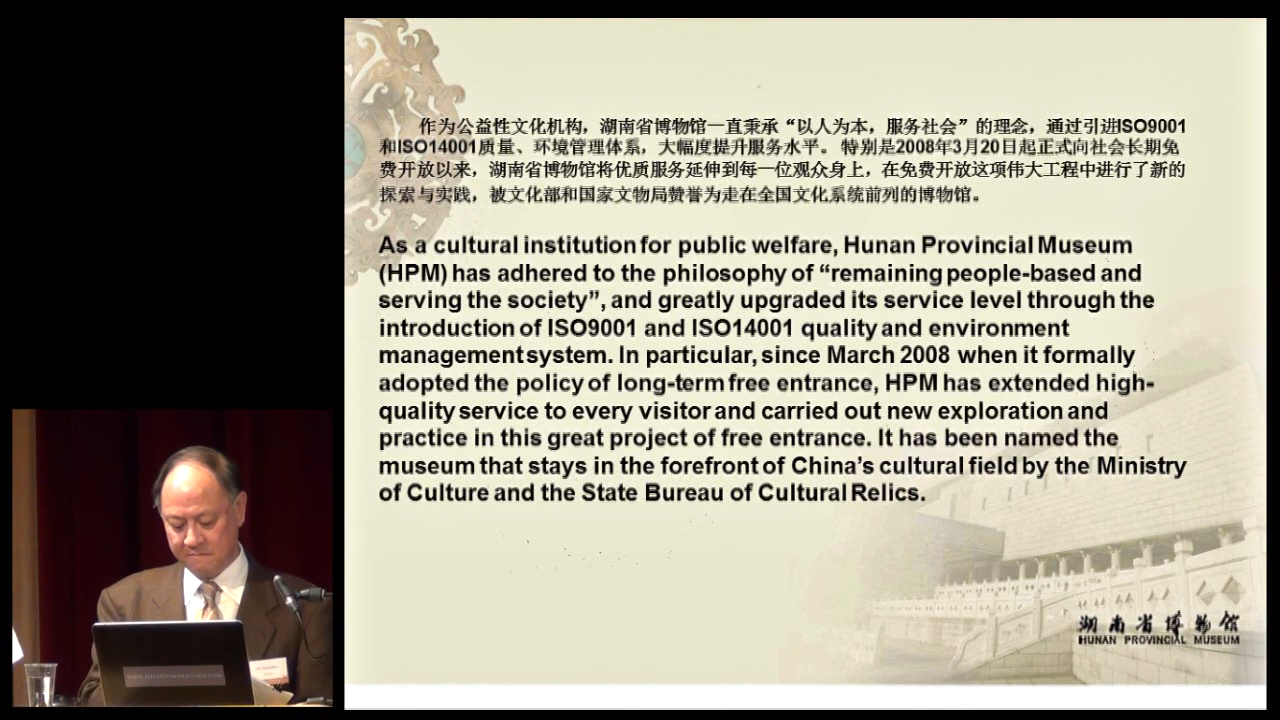 作为公益性文化机构，湖南省博物馆一直秉承“以人为本，服务社会”的理念，通过引进ISO9001
和ISO14001质量、环境管理体系，大幅度提升服务水平。特别是2008年3月20日起正式向社会长期免
费开放以来，湖南省博物馆将优质服务延伸到每一位观众身上，在免费开放这项伟大工程中进行了新的
探索与实践，被文化部和国家文物局赞誉为走在全国文化系统前列的博物馆。
As a cultural institution for public welfare, Hunan Provincial Museum
(HPM) has adhered to the philosophy of “remaining people-based and
serving the society”, and greatly upgraded its service level through the
introduction of ISO9001 and ISO14001 quality and environment
management system. In particular, since March 2008 when it formally
adopted the policy of long-term free entrance, HPM has extended high-
quality service to every visitor and carried out new exploration and
practice in this great project of free entrance. It has been named the
museum that stays in the forefront of China’s cultural field by the Ministry
of Culture and the State Bureau of Cultural Relics.
湖南省博物館
HUNAN PROVINCIAL MUSEUM